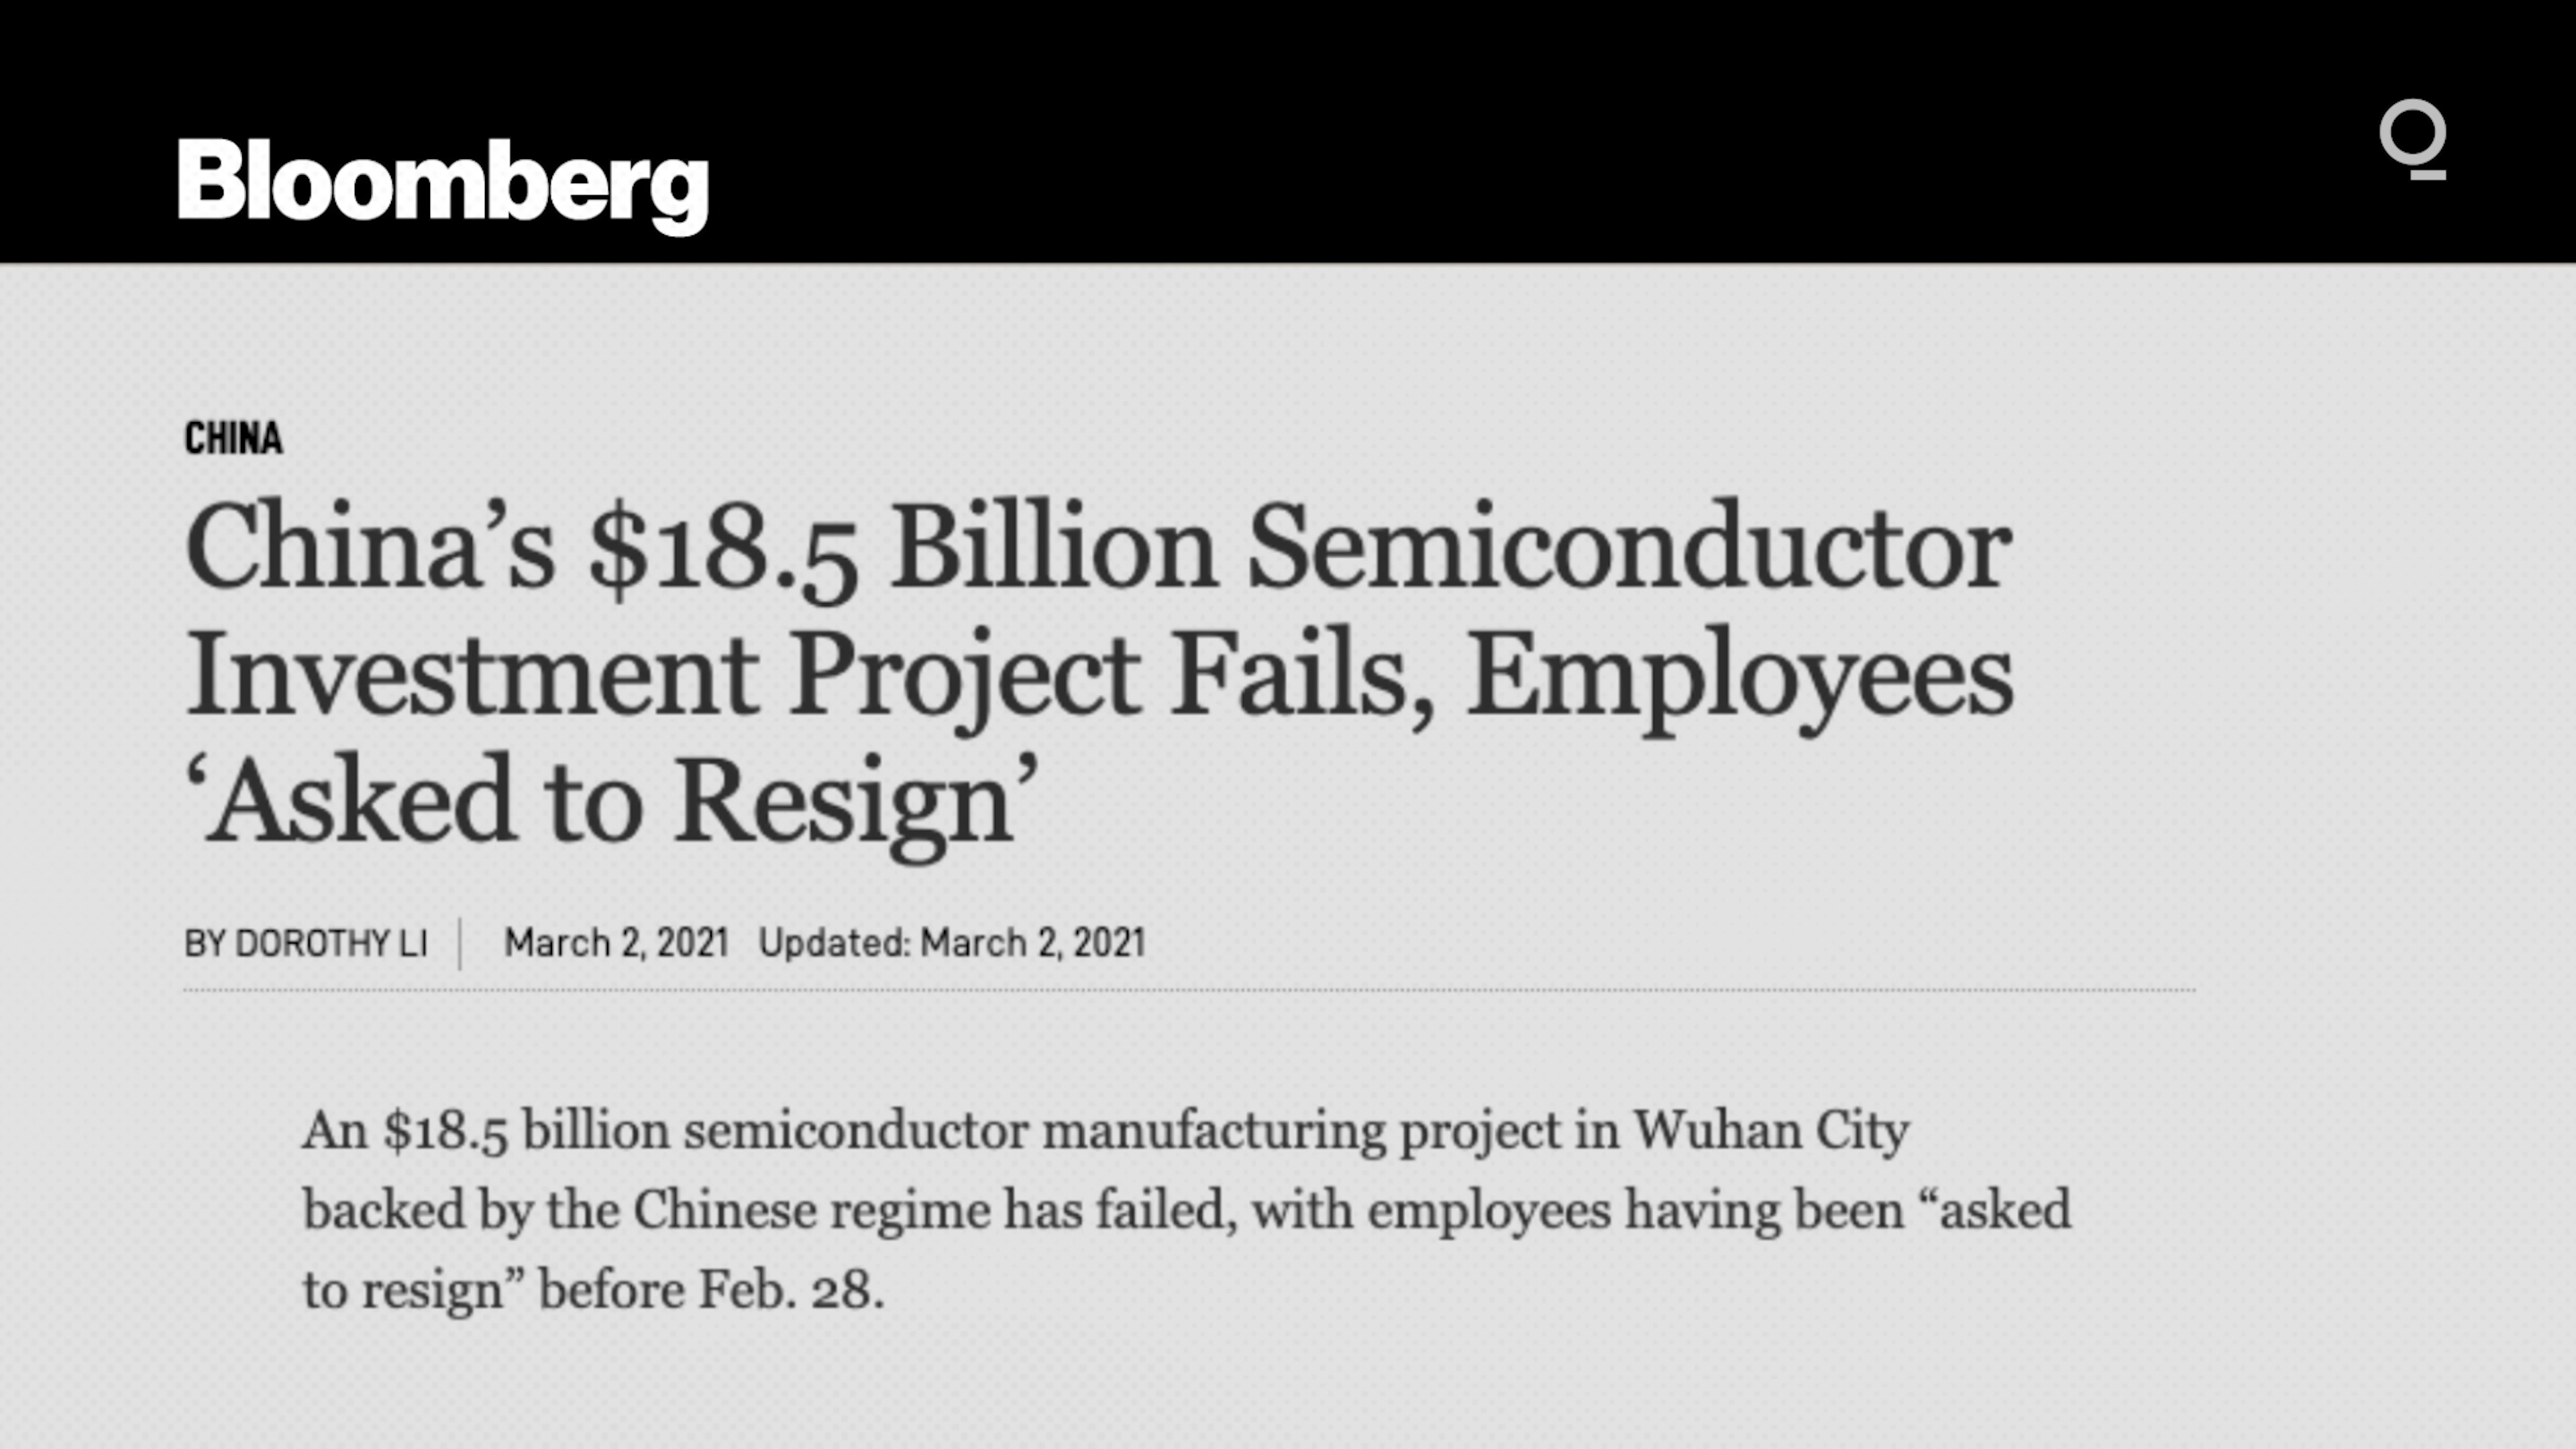 Bloomberg
CHINA
China’s $18.5 Billion Semiconductor
Investment Project Fails, Employees
‘Asked to Resign’
BY DOROTHY LI | March 2, 2021 Updated: March 2, 2021
An $18.5 billion semiconductor manufacturing project in Wuhan City
backed by the Chinese regime has failed, with employees having been “asked
to resign” before Feb. 28.